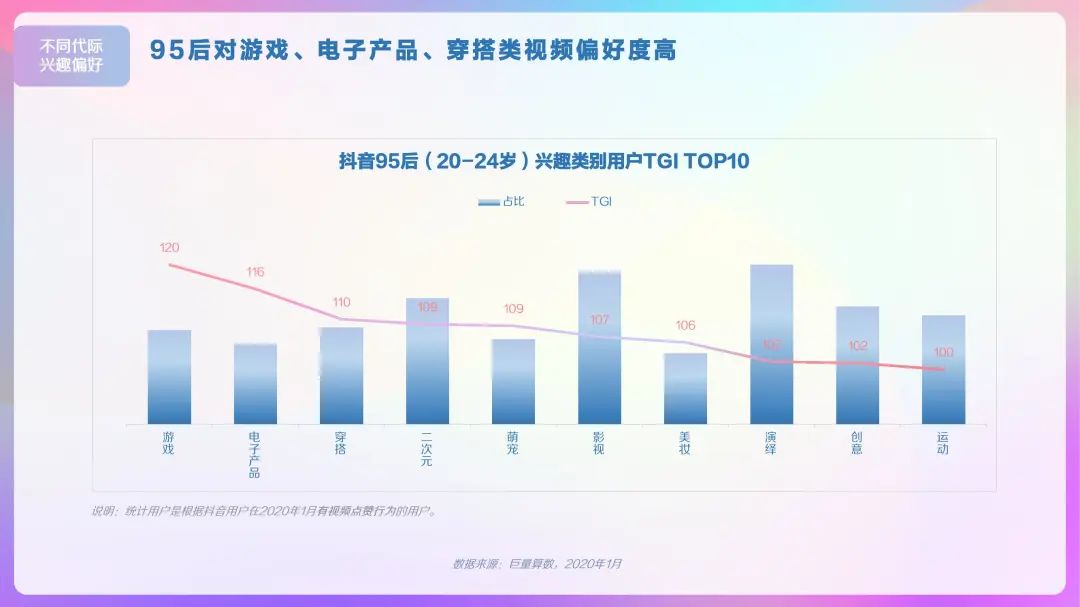 不同代际
兴趣偏好
95后对游戏、电子产品、穿搭类视频偏好度高
抖音95后（20-24岁）兴趣类别用户TGI TOP10
占比
TGI
120
116
110
109
109
107
106
102
100
游戏
电子产品
穿搭
二次元
萌宠
影视
美妆
演绎
创意
运动
说明：统计用户是根据抖音用户在2020年1月有视频点赞行为的用户。
数据来源：巨量算数，2020年1月